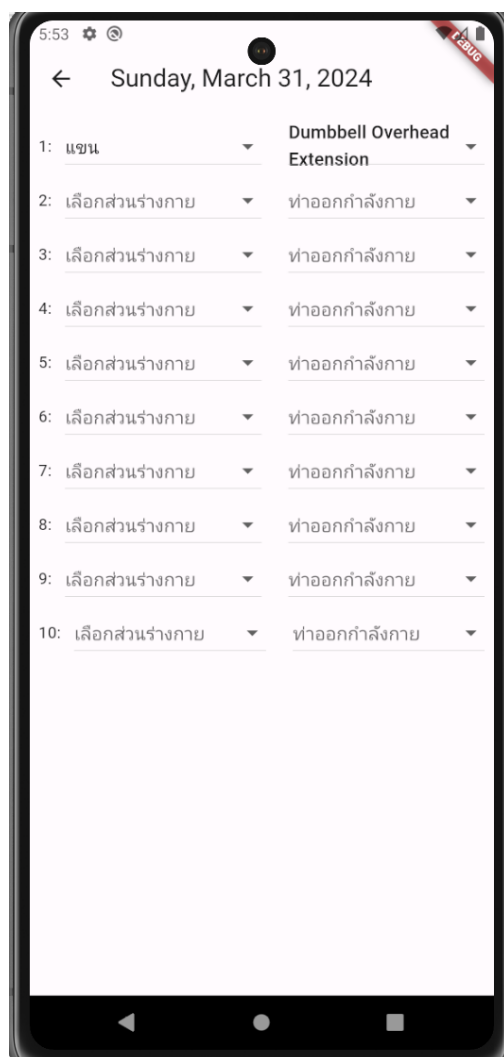 5:53
DEBUG
Sunday, March 31, 2024
1: แขน Dumbbell Overhead
Extension
2: เลือกส่วนร่างกาย ท่าออกกำลังกาย
3: เลือกส่วนร่างกาย ท่าออกกำลังกาย
4: เลือกส่วนร่างกาย ท่าออกกำลังกาย
5: เลือกส่วนร่างกาย ท่าออกกำลังกาย
6: เลือกส่วนร่างกาย ท่าออกกำลังกาย
7: เลือกส่วนร่างกาย ท่าออกกำลังกาย
8: เลือกส่วนร่างกาย ท่าออกกำลังกาย
9: เลือกส่วนร่างกาย ท่าออกกำลังกาย
10: เลือกส่วนร่างกาย ท่าออกกำลังกาย